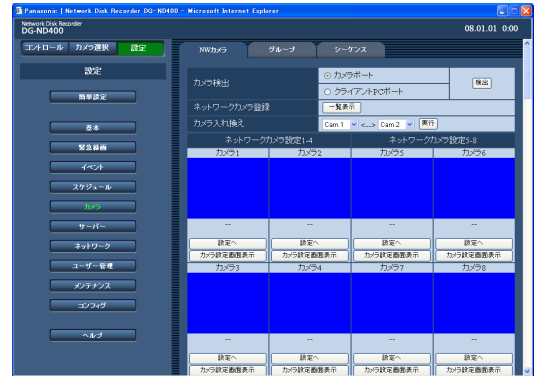 Panasonic | Network Disk Recorder DG-ND400 - Microsoft Internet Explorer
Network Disk Recorder
DG-ND400
08.01.01 0:00
コントロール カメラ選択 設定
NWカメラ グループ シーケンス
設定
簡単設定
基本
緊急録画
イベント
スケジュール
カメラ
サーバー
ネットワーク
ユーザー管理
メンテナンス
コンフィグ
ヘルプ
カメラ検出
カメラポート
クライアントPCポート
検出
ネットワークカメラ登録
一覧表示
カメラ入れ換え
Cam.1 <...> Cam.2 実行
ネットワークカメラ設定1-4 ネットワークカメラ設定5-8
カメラ1 カメラ2 カメラ5 カメラ6
-- -- -- --
設定へ 設定へ 設定へ 設定へ
カメラ設定画面表示 カメラ設定画面表示 カメラ設定画面表示 カメラ設定画面表示
カメラ3 カメラ4 カメラ7 カメラ8
-- -- -- --
設定へ 設定へ 設定へ 設定へ
カメラ設定画面表示 カメラ設定画面表示 カメラ設定画面表示 カメラ設定画面表示